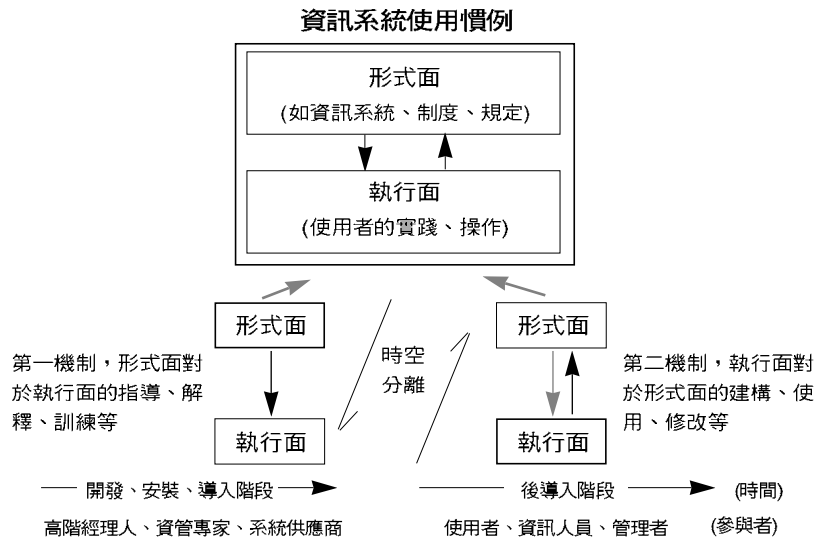 資訊系統使用慣例
形式面
(如資訊系統、制度、規定)
執行面
(使用者的實踐、操作)
形式面
第一機制，形式面對
於執行面的指導、解
釋、訓練等
執行面
時空
分離
形式面
第二機制，執行面對
於形式面的建構、使
用、修改等
執行面
開發、安裝、導入階段
後導入階段
(時間)
高階經理人、資管專家、系統供應商
使用者、資訊人員、管理者
(參與者)